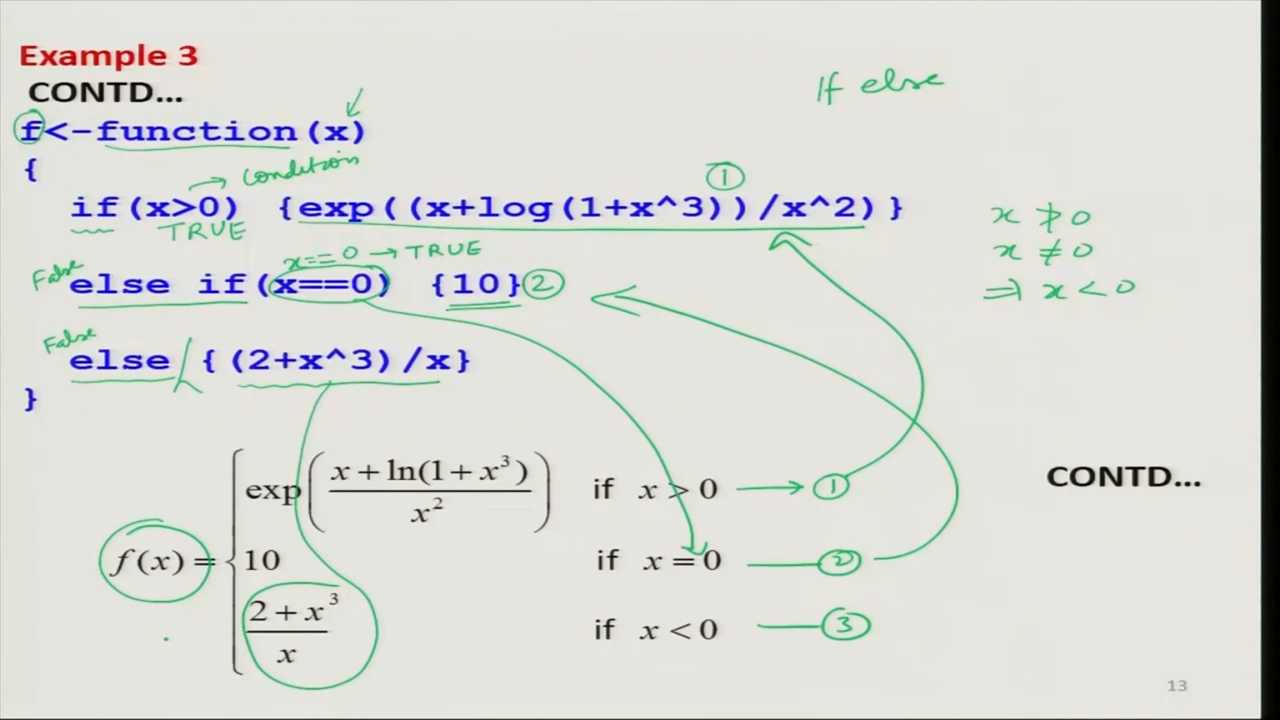 Example 3
CONTD...
If else
f<-function(x)
{
condition
①
if(x>0) {exp((x+log(1+x^3))/x^2)}
TRUE
x ≯ 0
x ≠ 0
⇒ x < 0
x==0 → TRUE
False
else if(x==0) {10} ②
False
else {(2+x^3)/x}
}
f(x) = { exp((x + ln(1 + x³))/x²) if x > 0 → ①
10 if x = 0 — ②
(2 + x³)/x if x < 0 — ③
CONTD...
13